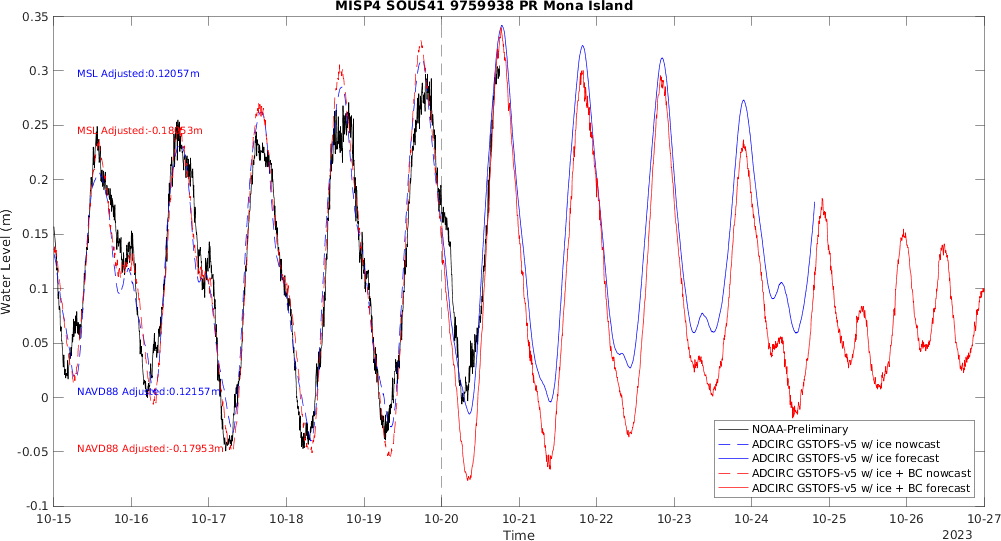 MISP4 SOUS41 9759938 PR Mona Island
0.35
0.3
0.25
0.2
0.15
0.1
0.05
0
-0.05
-0.1
Water Level (m)
MSL Adjusted:0.12057m
NAVD88 Adjusted:0.12157m
NAVD88 Adjusted:-0.17953m
NOAA-Preliminary
ADCIRC GSTOFS-v5 w/ ice nowcast
ADCIRC GSTOFS-v5 w/ ice forecast
ADCIRC GSTOFS-v5 w/ ice + BC nowcast
ADCIRC GSTOFS-v5 w/ ice + BC forecast
10-15 10-16 10-17 10-18 10-19 10-20 10-21 10-22 10-23 10-24 10-25 10-26 10-27
Time
2023